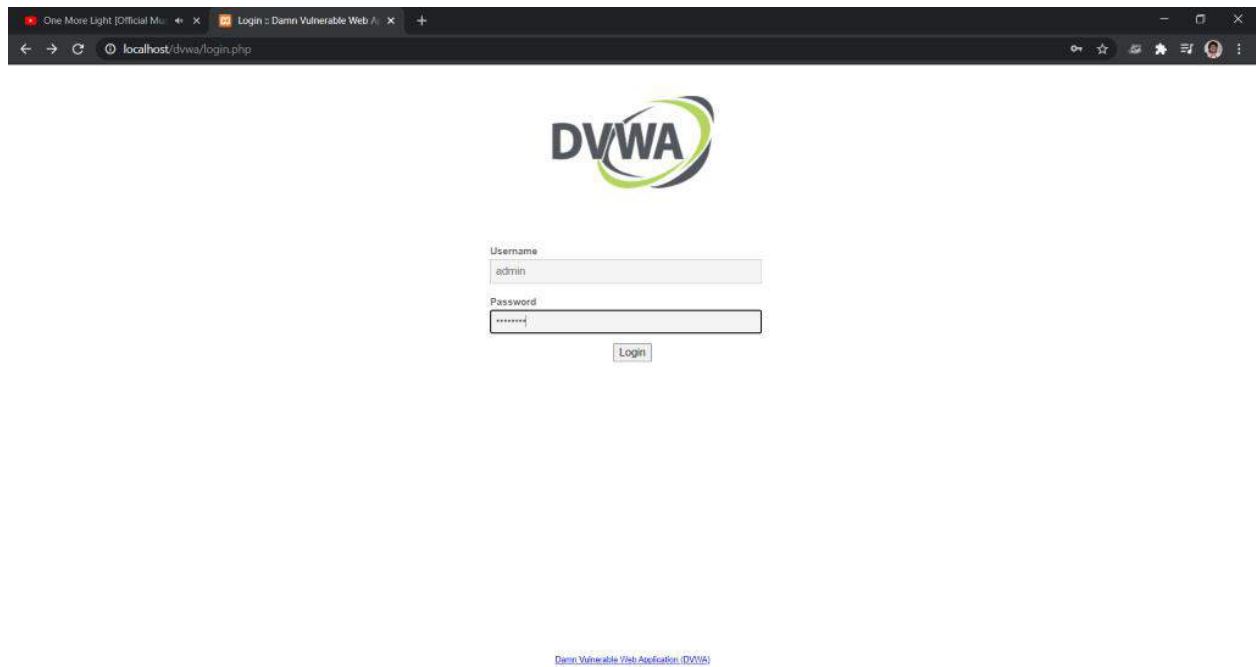 One More Light [Official Mu
Login :: Damn Vulnerable Web A
localhost/dvwa/login.php
DVWA
Username
admin
Password
••••••••
Login
Damn Vulnerable Web Application (DVWA)